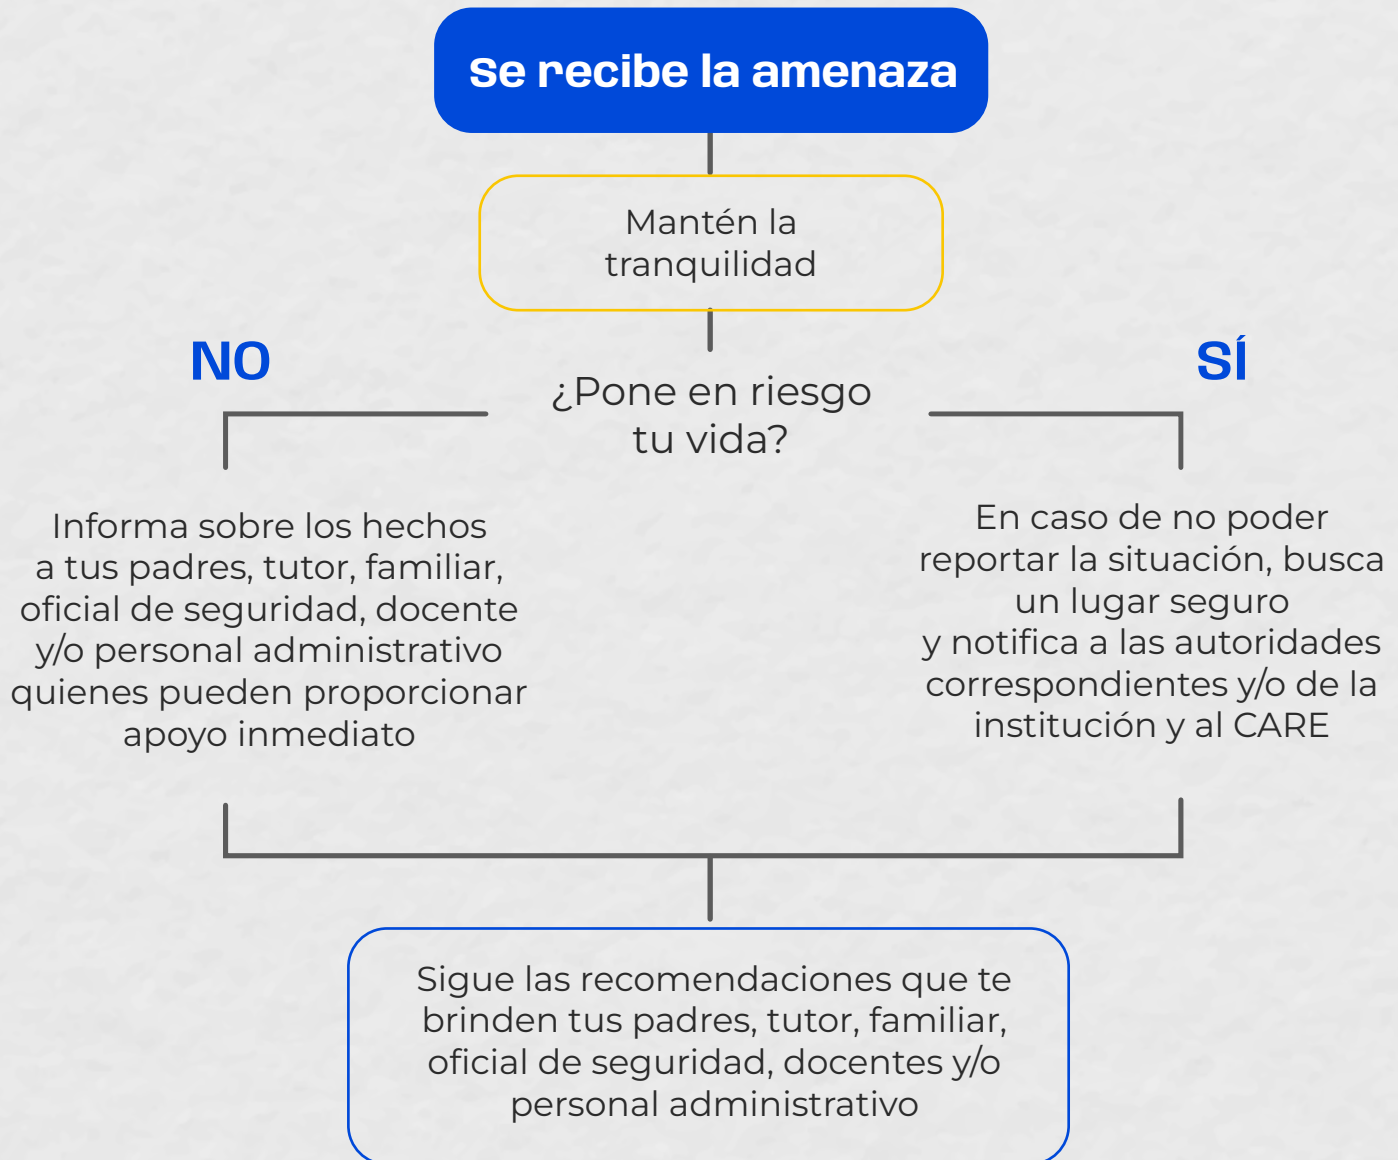 Se recibe la amenaza
Mantén la
tranquilidad
NO
SÍ
¿Pone en riesgo
tu vida?
Informa sobre los hechos
a tus padres, tutor, familiar,
oficial de seguridad, docente
y/o personal administrativo
quienes pueden proporcionar
apoyo inmediato
En caso de no poder
reportar la situación, busca
un lugar seguro
y notifica a las autoridades
correspondientes y/o de la
institución y al CARE
Sigue las recomendaciones que te
brinden tus padres, tutor, familiar,
oficial de seguridad, docentes y/o
personal administrativo